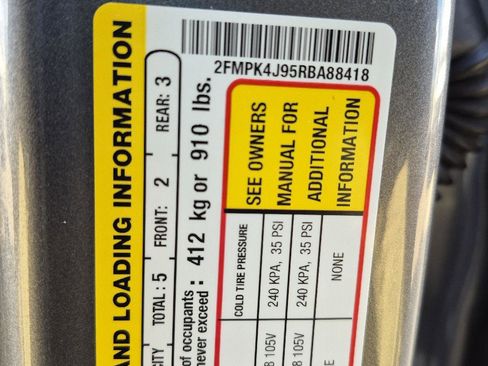 AND LOADING INFORMATION
CITY TOTAL: 5 FRONT: 2 REAR: 3
of occupants
never exceed: 412 kg or 910 lbs.
2FMPK4J95RBA88418
COLD TIRE PRESSURE
SEE OWNERS
MANUAL FOR
ADDITIONAL
INFORMATION
8 105V 240 KPA, 35 PSI
B 105V 240 KPA, 35 PSI
E NONE